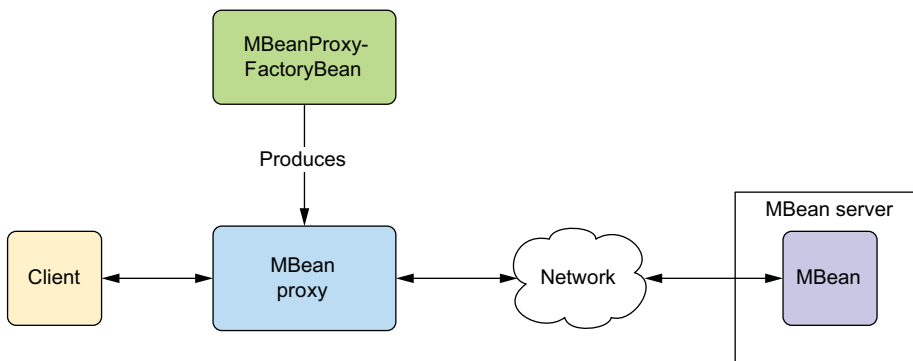 MBeanProxy-
FactoryBean
Produces
MBean server
Client
MBean
proxy
Network
MBean